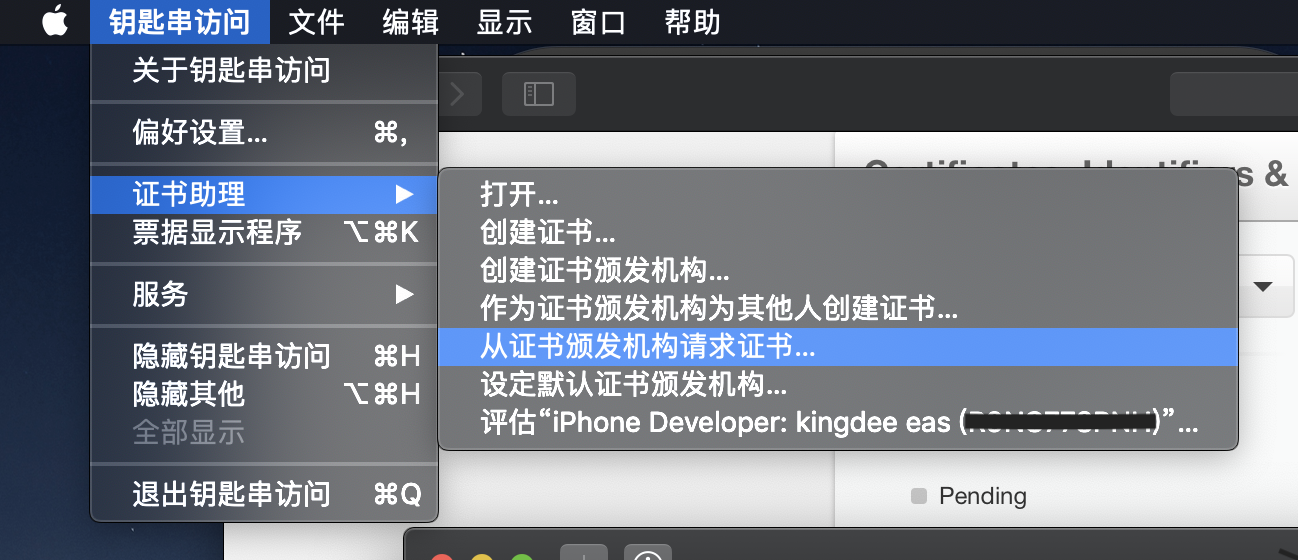 钥匙串访问 文件 编辑 显示 窗口 帮助
关于钥匙串访问
偏好设置... ⌘,
证书助理
票据显示程序 ⌥⌘K
服务
隐藏钥匙串访问 ⌘H
隐藏其他 ⌥⌘H
全部显示
退出钥匙串访问 ⌘Q
打开...
创建证书...
创建证书颁发机构...
作为证书颁发机构为其他人创建证书...
从证书颁发机构请求证书...
设定默认证书颁发机构...
评估“iPhone Developer: kingdee eas ()”...
Certificates, Identifiers &
Pending